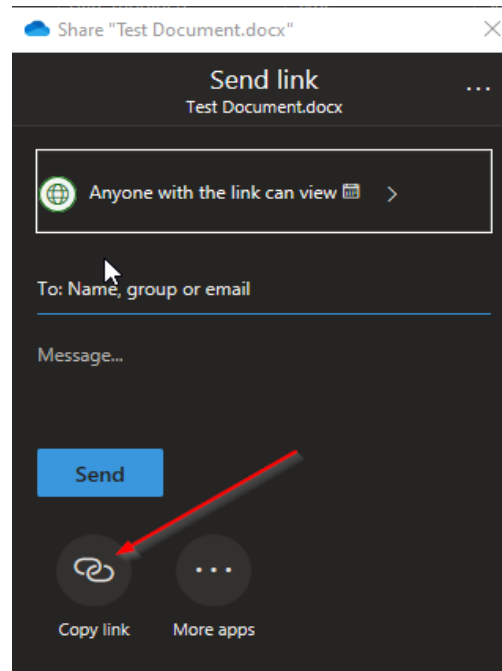 Share "Test Document.docx"
Send link
Test Document.docx
Anyone with the link can view
To: Name, group or email
Message...
Send
Copy link
More apps